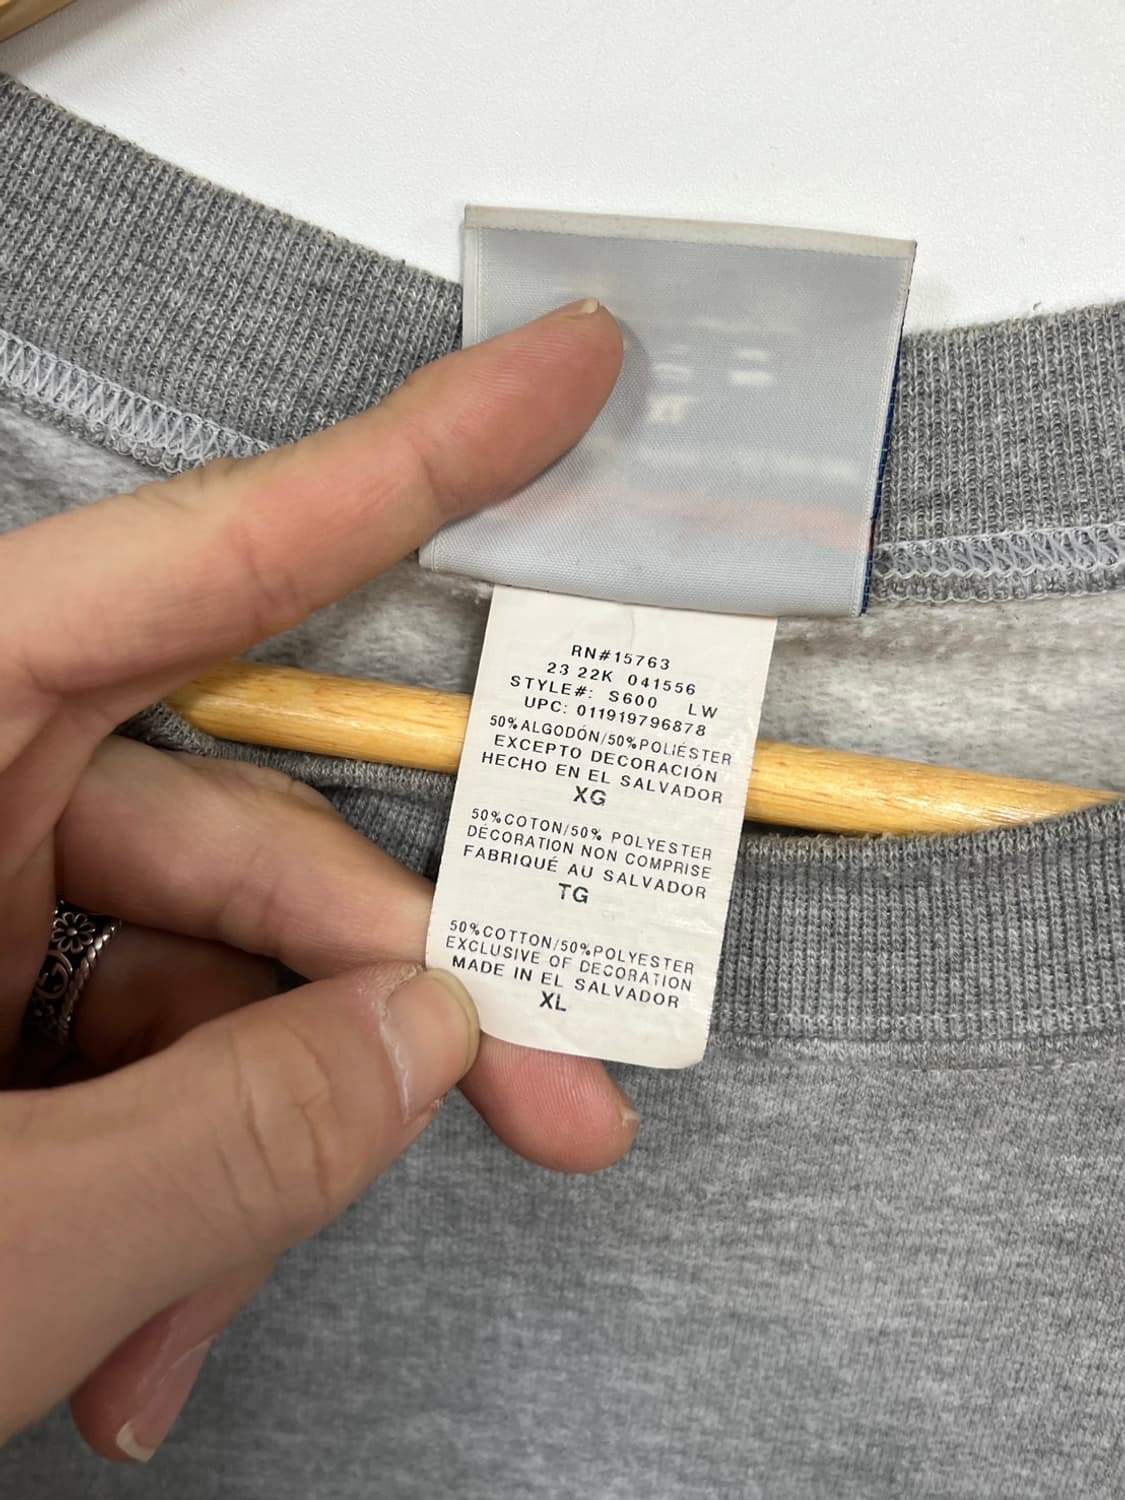 RN#15763
23 22K 041556
STYLE#: S600 LW
UPC: 011919796878
50%ALGODÓN/50%POLIÉSTER
EXCEPTO DECORACIÓN
HECHO EN EL SALVADOR
XG
50%COTON/50% POLYESTER
DÉCORATION NON COMPRISE
FABRIQUÉ AU SALVADOR
TG
50%COTTON/50%POLYESTER
EXCLUSIVE OF DECORATION
MADE IN EL SALVADOR
XL